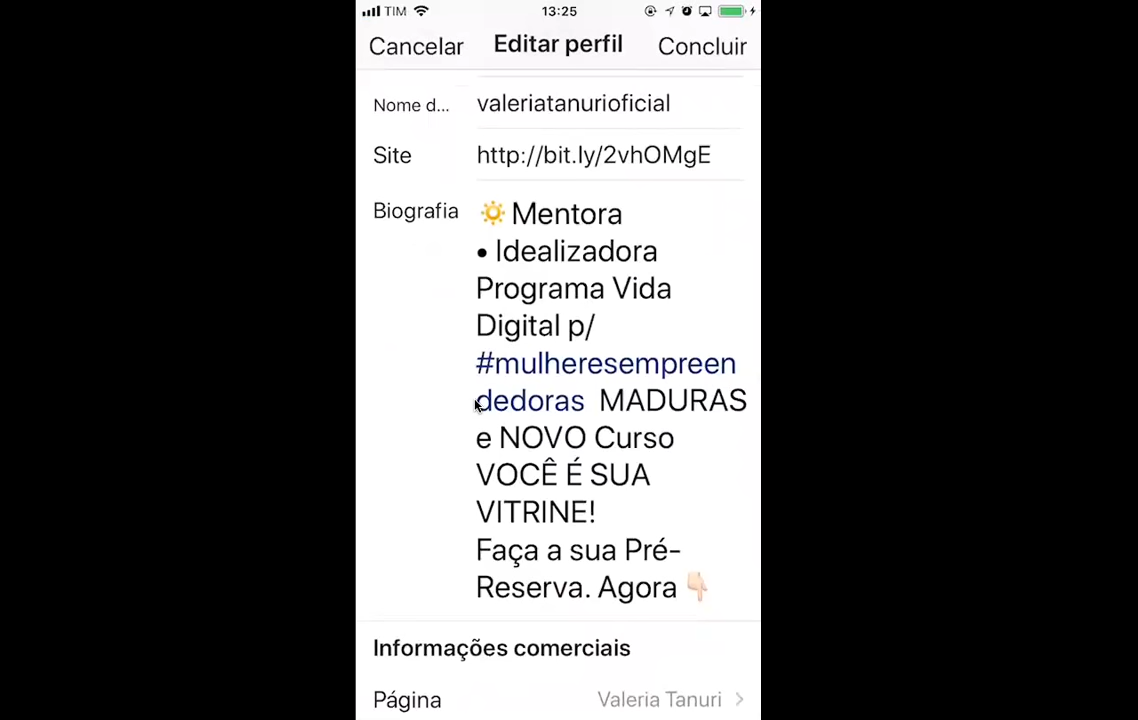 TIM 13:25
Cancelar Editar perfil Concluir
Nome d... valeriatanurioficial
Site http://bit.ly/2vhOMgE
Biografia 🔅 Mentora
• Idealizadora
Programa Vida
Digital p/
#mulheresempreen
dedoras MADURAS
e NOVO Curso
VOCÊ É SUA
VITRINE!
Faça a sua Pré-
Reserva. Agora 👇🏻
Informações comerciais
Página Valeria Tanuri